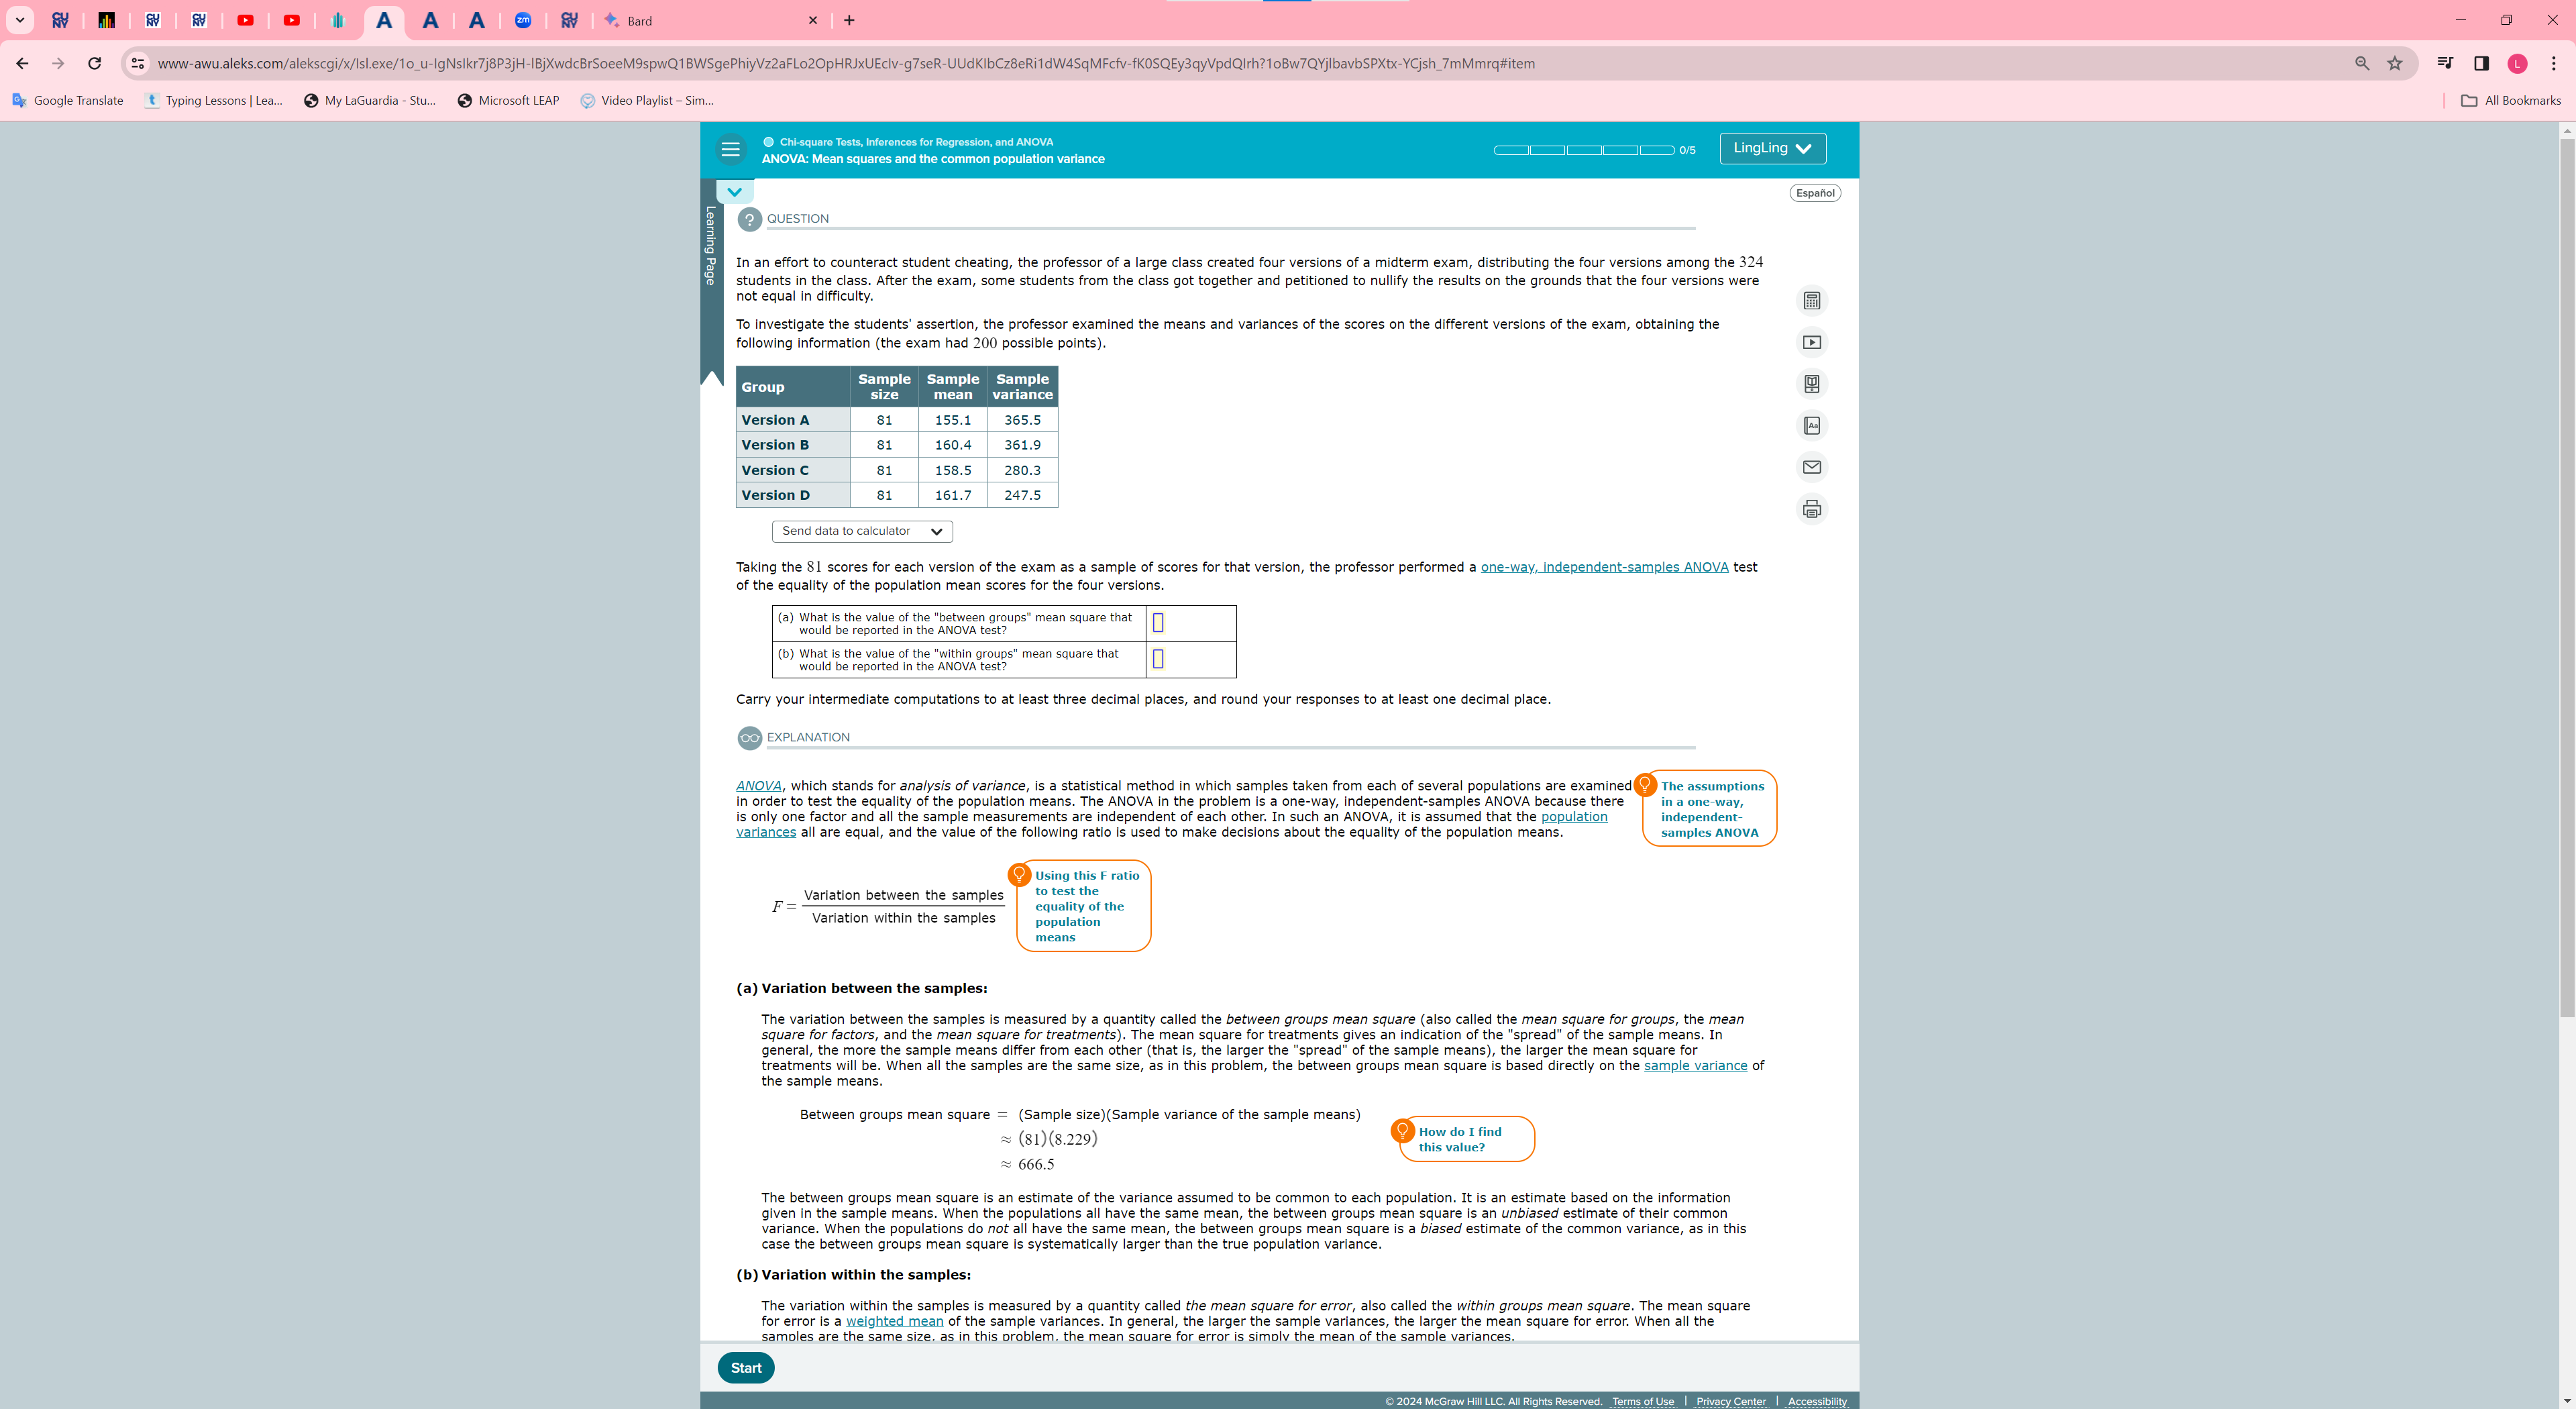 Bard
www-awu.aleks.com/alekscgi/x/Isl.exe/1o_u-IgNsIkr7j8P3jH-IBjXwdcBrSoeeM9spwQ1BWSgePhiyVz2aFLo2OpHRJxUEcIv-g7seR-UUdKIbCz8eRi1dW4SqMFcfv-fK0SQEy3qyVpdQIrh?1oBw7QYjlbavbSPXtx-YCjsh_7mMmrq#item
Google Translate
Typing Lessons | Lea...
My LaGuardia - Stu...
Microsoft LEAP
Video Playlist – Sim...
All Bookmarks
Chi-square Tests, Inferences for Regression, and ANOVA
ANOVA: Mean squares and the common population variance
0/5
LingLing
Español
Learning Page
QUESTION
In an effort to counteract student cheating, the professor of a large class created four versions of a midterm exam, distributing the four versions among the 324
students in the class. After the exam, some students from the class got together and petitioned to nullify the results on the grounds that the four versions were
not equal in difficulty.
To investigate the students' assertion, the professor examined the means and variances of the scores on the different versions of the exam, obtaining the
following information (the exam had 200 possible points).
Group Sample size Sample mean Sample variance
Version A 81 155.1 365.5
Version B 81 160.4 361.9
Version C 81 158.5 280.3
Version D 81 161.7 247.5
Send data to calculator
Taking the 81 scores for each version of the exam as a sample of scores for that version, the professor performed a one-way, independent-samples ANOVA test
of the equality of the population mean scores for the four versions.
(a) What is the value of the "between groups" mean square that
would be reported in the ANOVA test?
(b) What is the value of the "within groups" mean square that
would be reported in the ANOVA test?
Carry your intermediate computations to at least three decimal places, and round your responses to at least one decimal place.
EXPLANATION
ANOVA, which stands for analysis of variance, is a statistical method in which samples taken from each of several populations are examined
in order to test the equality of the population means. The ANOVA in the problem is a one-way, independent-samples ANOVA because there
is only one factor and all the sample measurements are independent of each other. In such an ANOVA, it is assumed that the population
variances all are equal, and the value of the following ratio is used to make decisions about the equality of the population means.
The assumptions
in a one-way,
independent-
samples ANOVA
F = Variation between the samples
Variation within the samples
Using this F ratio
to test the
equality of the
population
means
(a) Variation between the samples:
The variation between the samples is measured by a quantity called the between groups mean square (also called the mean square for groups, the mean
square for factors, and the mean square for treatments). The mean square for treatments gives an indication of the "spread" of the sample means. In
general, the more the sample means differ from each other (that is, the larger the "spread" of the sample means), the larger the mean square for
treatments will be. When all the samples are the same size, as in this problem, the between groups mean square is based directly on the sample variance of
the sample means.
Between groups mean square = (Sample size)(Sample variance of the sample means)
≈ (81)(8.229)
≈ 666.5
How do I find
this value?
The between groups mean square is an estimate of the variance assumed to be common to each population. It is an estimate based on the information
given in the sample means. When the populations all have the same mean, the between groups mean square is an unbiased estimate of their common
variance. When the populations do not all have the same mean, the between groups mean square is a biased estimate of the common variance, as in this
case the between groups mean square is systematically larger than the true population variance.
(b) Variation within the samples:
The variation within the samples is measured by a quantity called the mean square for error, also called the within groups mean square. The mean square
for error is a weighted mean of the sample variances. In general, the larger the sample variances, the larger the mean square for error. When all the
samples are the same size, as in this problem, the mean square for error is simply the mean of the sample variances.
Start
© 2024 McGraw Hill LLC. All Rights Reserved. Terms of Use | Privacy Center | Accessibility